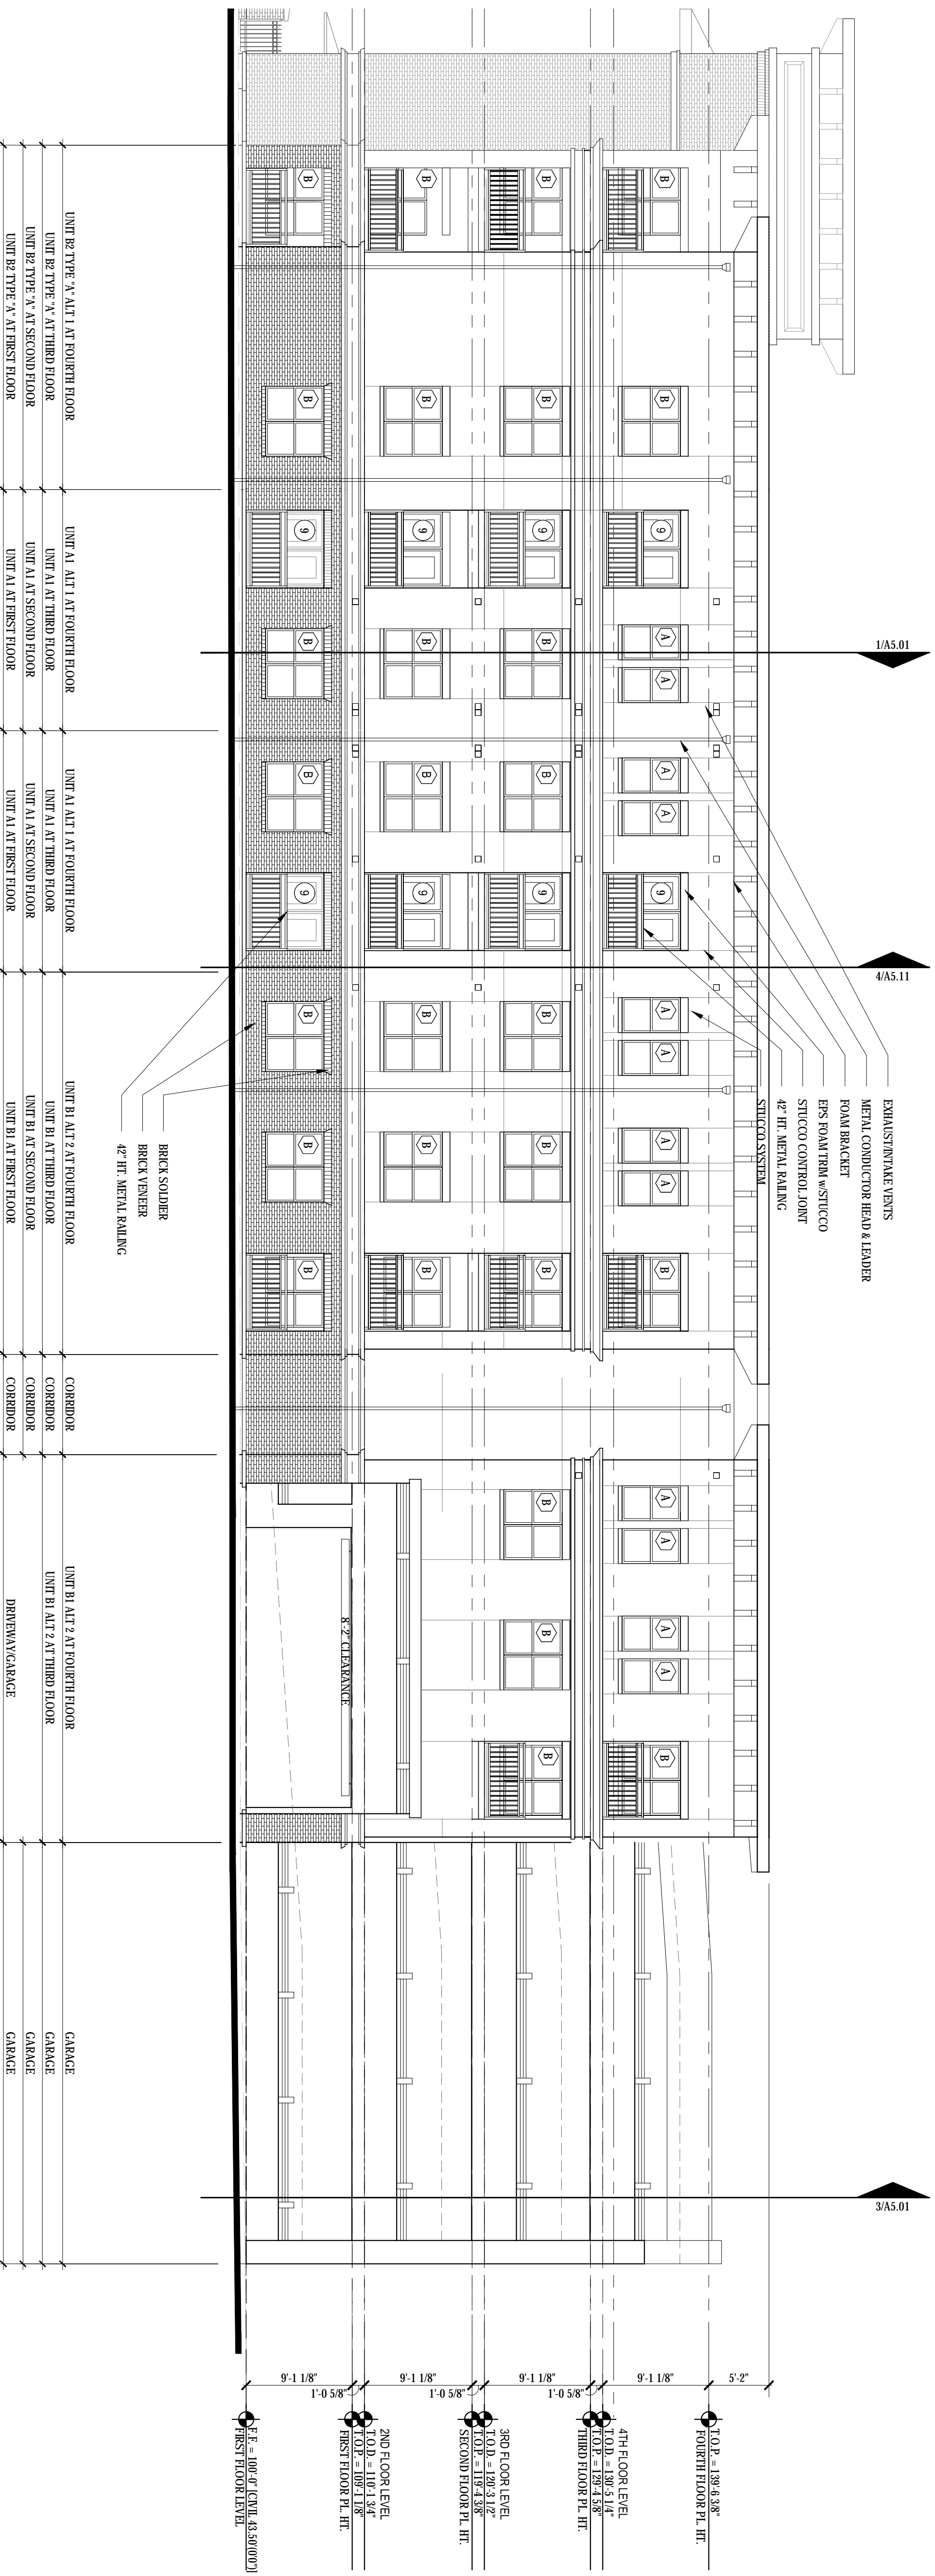 1/A5.01
4/A5.11
3/A5.01
EXHAUST/INTAKE VENTS
METAL CONDUCTOR HEAD & LEADER
FOAM BRACKET
EPS FOAM TRIM w/STUCCO
STUCCO CONTROL JOINT
42" HT. METAL RAILING
STUCCO SYSTEM
B
A
A
A
A
A
A
A
A
A
A
A
A
B
B
B
B
9
9
B
B
B
B
B
B
B
B
B
B
B
9
9
B
B
B
B
B
B
B
B
9
9
B
B
B
B
B
B
B
B
9
9
8'-2" CLEARANCE
BRICK SOLDIER
BRICK VENEER
42" HT. METAL RAILING
5'-2"
9'-1 1/8"
1'-0 5/8"
9'-1 1/8"
1'-0 5/8"
9'-1 1/8"
1'-0 5/8"
9'-1 1/8"
T.O.P. = 139'-6 3/8"
FOURTH FLOOR PL. HT.
4TH FLOOR LEVEL
T.O.D. = 130'-5 1/4"
T.O.P. = 129'-4 5/8"
THIRD FLOOR PL. HT.
3RD FLOOR LEVEL
T.O.D. = 120'-3 1/2"
T.O.P. = 119'-4 3/8"
SECOND FLOOR PL. HT.
2ND FLOOR LEVEL
T.O.D. = 110'-1 3/4"
T.O.P. = 109'-1 1/8"
FIRST FLOOR PL. HT.
F.F. = 100'-0" [CIVIL 43.50'(0'0")]
FIRST FLOOR LEVEL
UNIT B2 TYPE "A" ALT 1 AT FOURTH FLOOR
UNIT B2 TYPE "A" AT THIRD FLOOR
UNIT B2 TYPE "A" AT SECOND FLOOR
UNIT B2 TYPE "A" AT FIRST FLOOR
UNIT A1 ALT 1 AT FOURTH FLOOR
UNIT A1 AT THIRD FLOOR
UNIT A1 AT SECOND FLOOR
UNIT A1 AT FIRST FLOOR
UNIT A1 ALT 1 AT FOURTH FLOOR
UNIT A1 AT THIRD FLOOR
UNIT A1 AT SECOND FLOOR
UNIT A1 AT FIRST FLOOR
UNIT B1 ALT 2 AT FOURTH FLOOR
UNIT B1 AT THIRD FLOOR
UNIT B1 AT SECOND FLOOR
UNIT B1 AT FIRST FLOOR
CORRIDOR
CORRIDOR
CORRIDOR
CORRIDOR
UNIT B1 ALT 2 AT FOURTH FLOOR
UNIT B1 ALT 2 AT THIRD FLOOR
DRIVEWAY/GARAGE
GARAGE
GARAGE
GARAGE
GARAGE